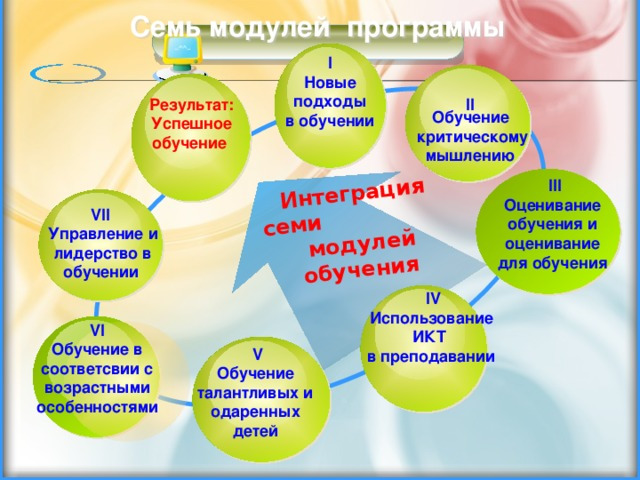 Семь модулей программы
I
Новые
подходы
в обучении
II
Обучение
критическому
мышлению
III
Оценивание
обучения и
оценивание
для обучения
IV
Использование
ИКТ
в преподавании
V
Обучение
талантливых и
одаренных
детей
VI
Обучение в
соответсвии с
возрастными
особенностями
VII
Управление и
лидерство в
обучении
Результат:
Успешное
обучение
Интеграция
семи
модулей
обучения